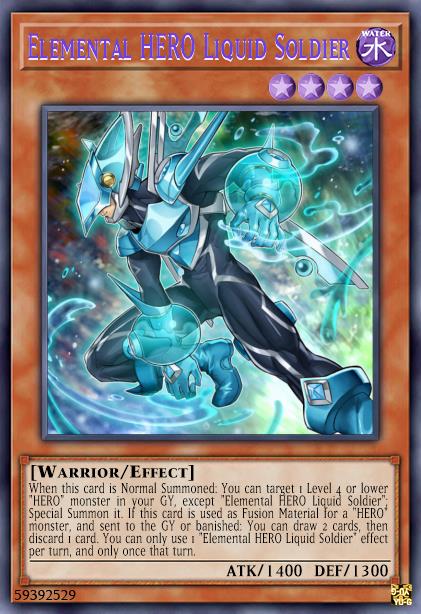 Elemental HERO Liquid Soldier
WATER
水
[Warrior/Effect]
When this card is Normal Summoned: You can target 1 Level 4 or lower
"HERO" monster in your GY, except "Elemental HERO Liquid Soldier";
Special Summon it. If this card is used as Fusion Material for a "HERO"
monster, and sent to the GY or banished: You can draw 2 cards, then
discard 1 card. You can only use 1 "Elemental HERO Liquid Soldier" effect
per turn, and only once that turn.
ATK/1400 DEF/1300
59392529